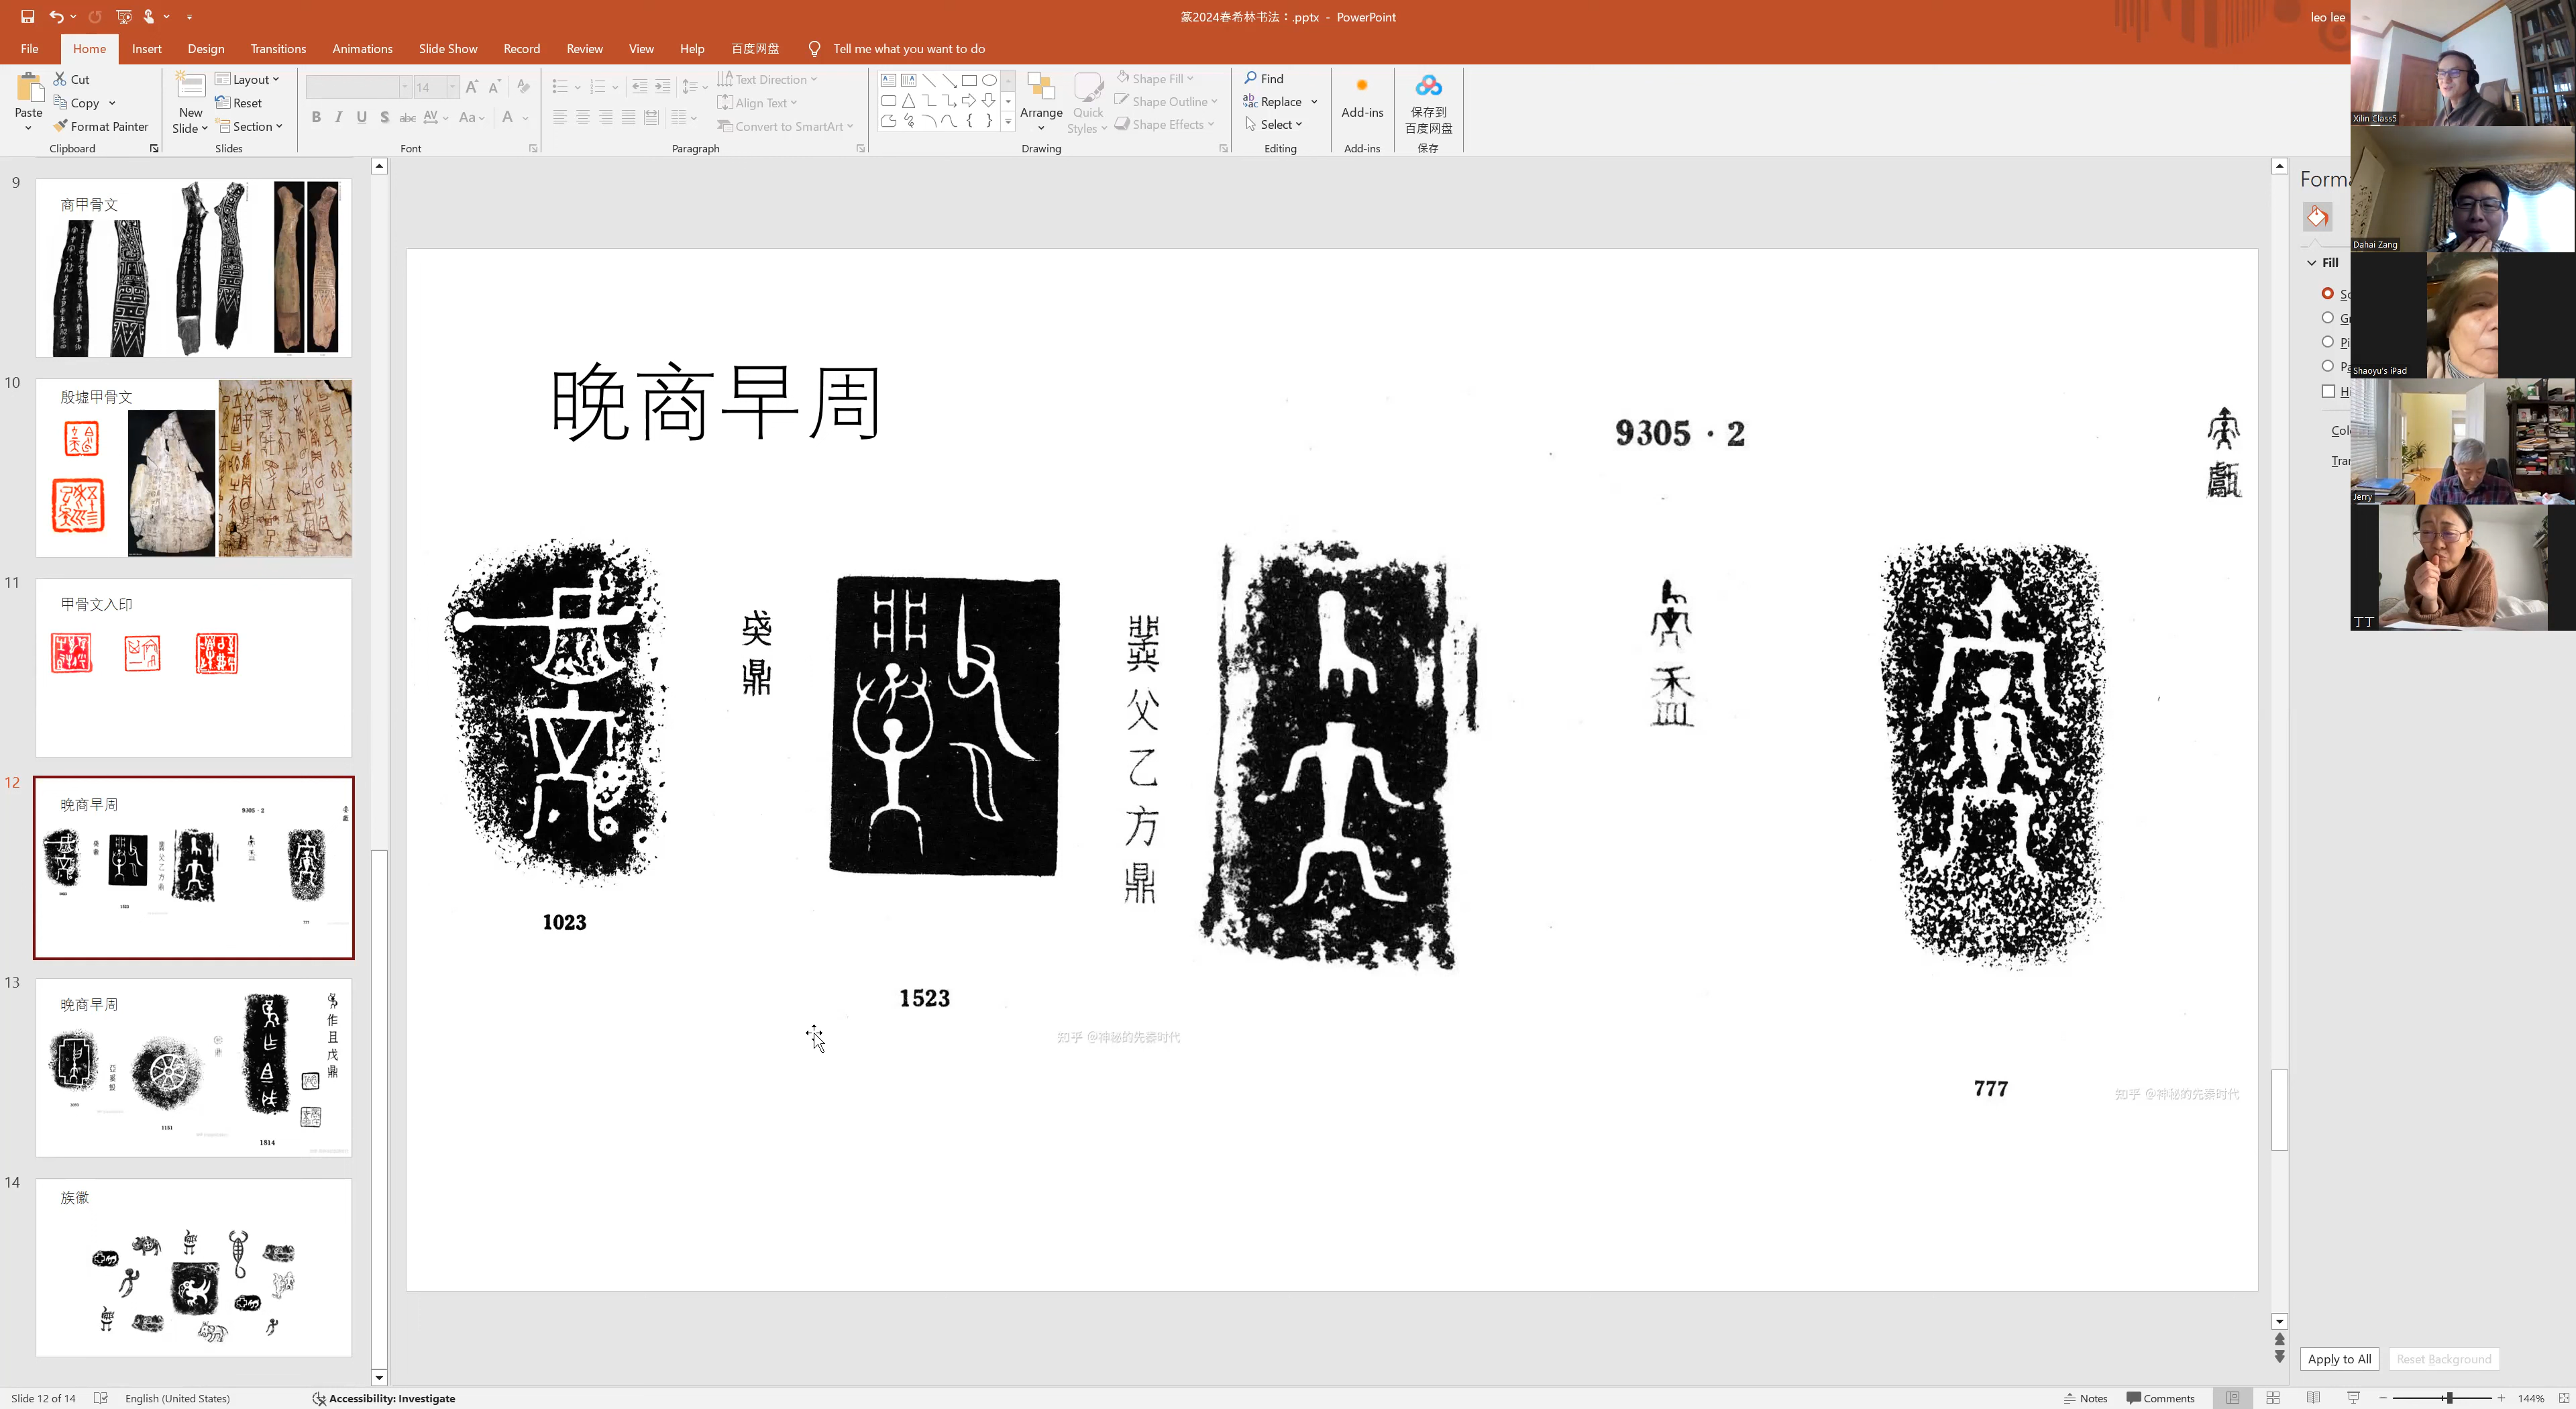 篆2024春希林书法：.pptx - PowerPoint
leo lee
File Home Insert Design Transitions Animations Slide Show Record Review View Help 百度网盘 Tell me what you want to do
Paste
Cut
Copy
Format Painter
Clipboard
New Slide
Layout
Reset
Section
Slides
14
Font
Text Direction
Align Text
Convert to SmartArt
Paragraph
Arrange
Quick Styles
Shape Fill
Shape Outline
Shape Effects
Drawing
Find
Replace
Select
Editing
Add-ins
Add-ins
保存到
百度网盘
保存
9
商甲骨文
10
殷墟甲骨文
11
甲骨文入印
12
晚商早周
13
晚商早周
1151
1814
作且戊鼎
14
族徽
晚商早周
9305 · 2
1023
1523
父乙方鼎
777
知乎 @神秘的先秦时代
知乎 @神秘的先秦时代
Fill
Apply to All
Reset Background
Xilin Class5
Dahai Zang
Shaoyu's iPad
Jerry
丁丁
Slide 12 of 14
English (United States)
Accessibility: Investigate
Notes
Comments
144%